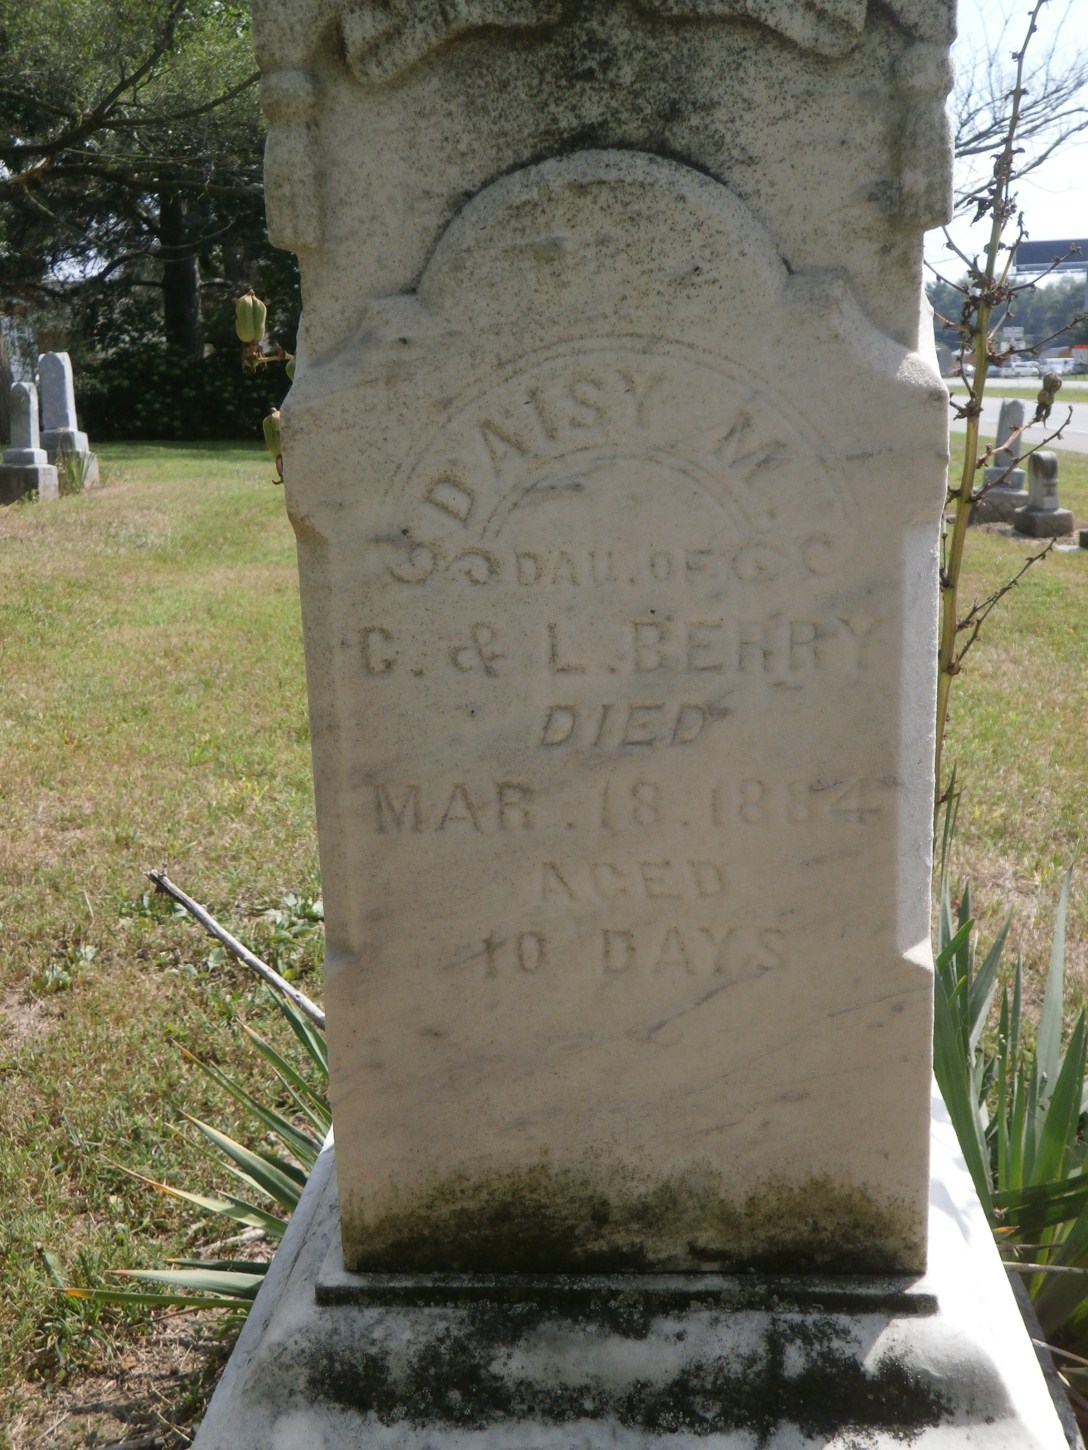 DAISY M.
DAU. OF
G. & L. BERRY
DIED
MAR. 18. 1884
AGED
10 DAYS